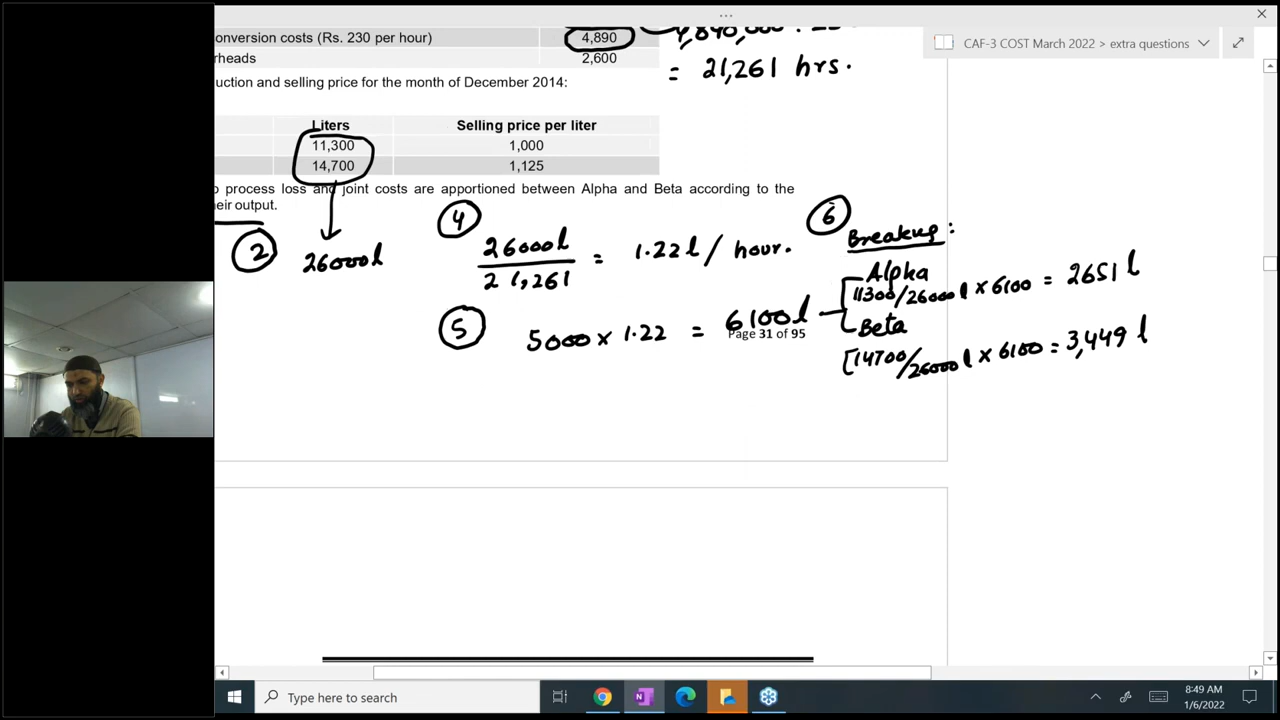 CAF-3 COST March 2022 > extra questions
onversion costs (Rs. 230 per hour) 4,890
rheads 2,600
= 21,261 hrs.
uction and selling price for the month of December 2014:
Liters Selling price per liter
11,300 1,000
14,700 1,125
o process loss and joint costs are apportioned between Alpha and Beta according to the
heir output.
2 26000l
4 26000l / 21,261 = 1.22l / hour.
5 5000 x 1.22 = 6100l
Page 31 of 95
6 Breakup:
Alpha
11300/26000l x 6100 = 2651 l
Beta
[14700/26000l x 6100 = 3,449 l
Type here to search
8:49 AM
1/6/2022